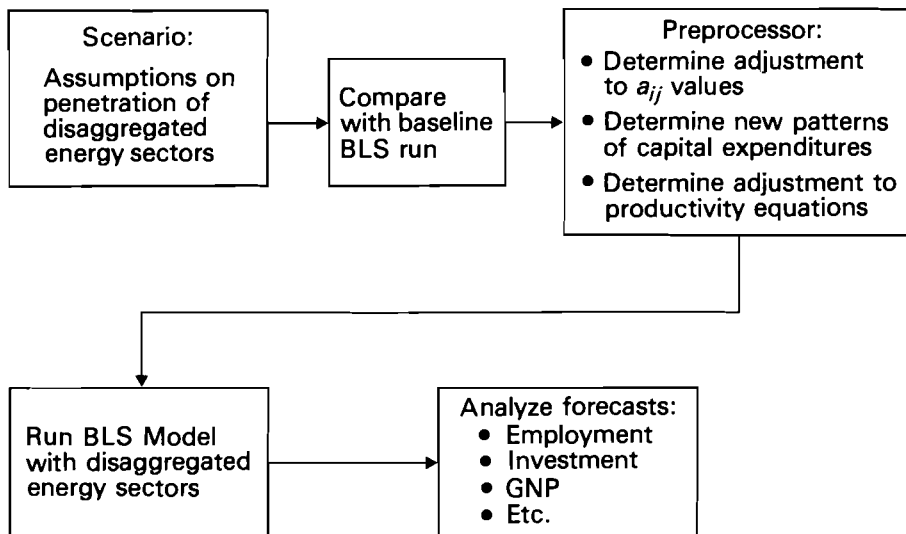 Scenario:
Assumptions on
penetration of
disaggregated
energy sectors
Compare
with baseline
BLS run
Preprocessor:
• Determine adjustment
to aij values
• Determine new patterns
of capital expenditures
• Determine adjustment to
productivity equations
Run BLS Model
with disaggregated
energy sectors
Analyze forecasts:
• Employment
• Investment
• GNP
• Etc.